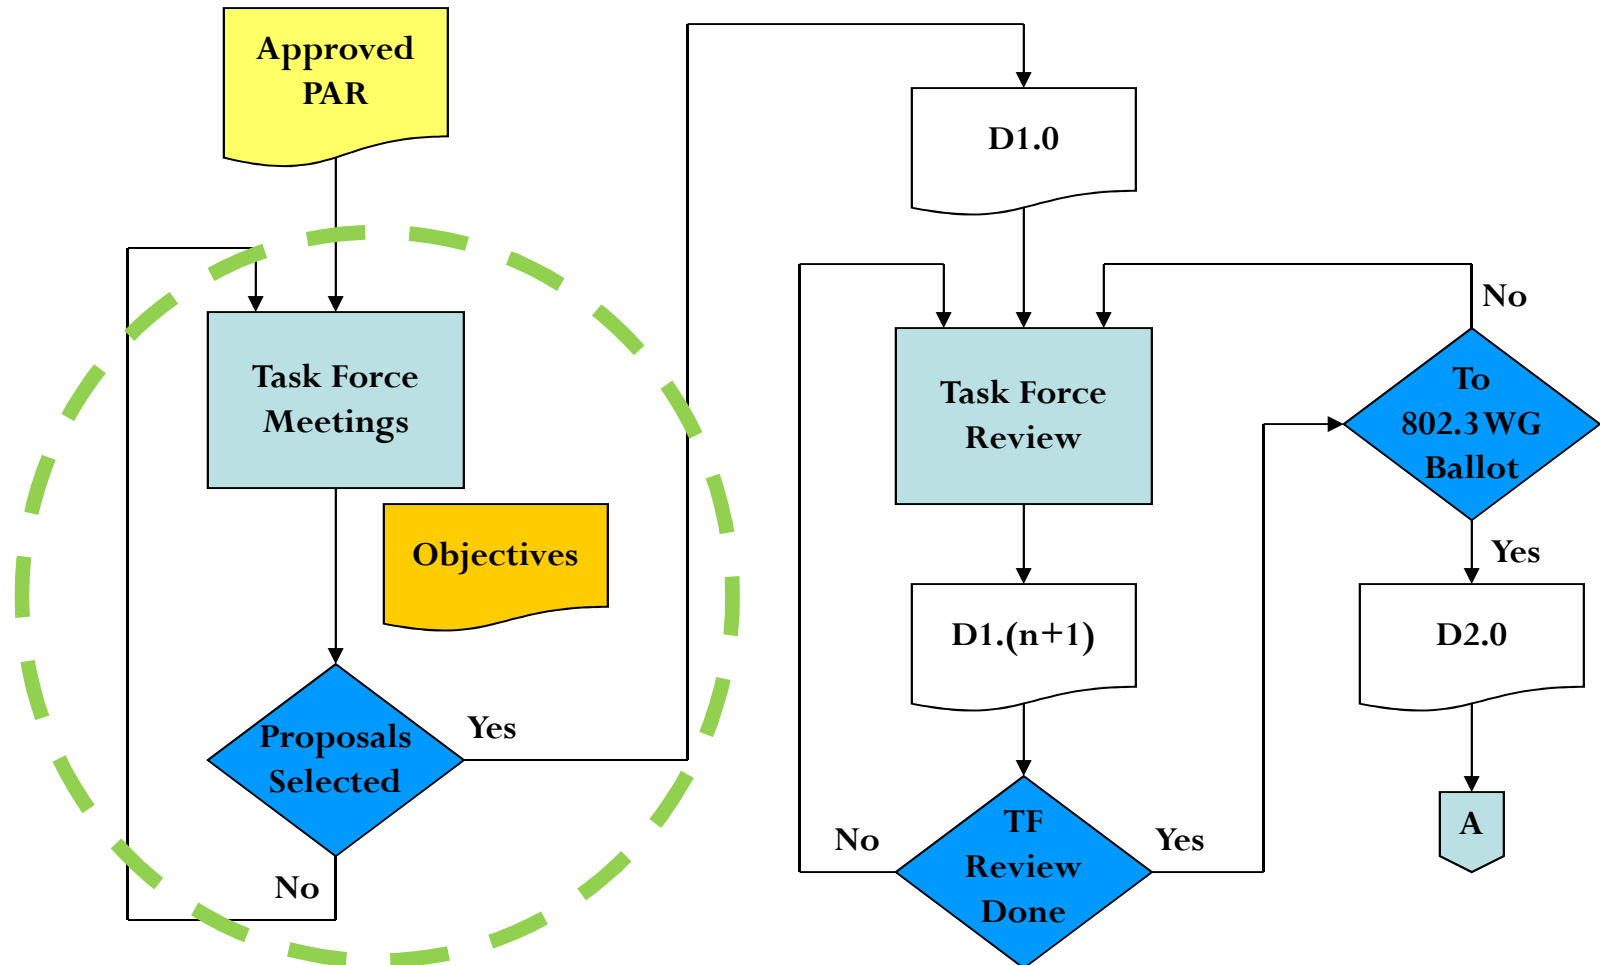 Approved
PAR
Task Force
Meetings
Objectives
Proposals
Selected
Yes
No
D1.0
Task Force
Review
D1.(n+1)
TF
Review
Done
No
Yes
To
802.3 WG
Ballot
No
Yes
D2.0
A